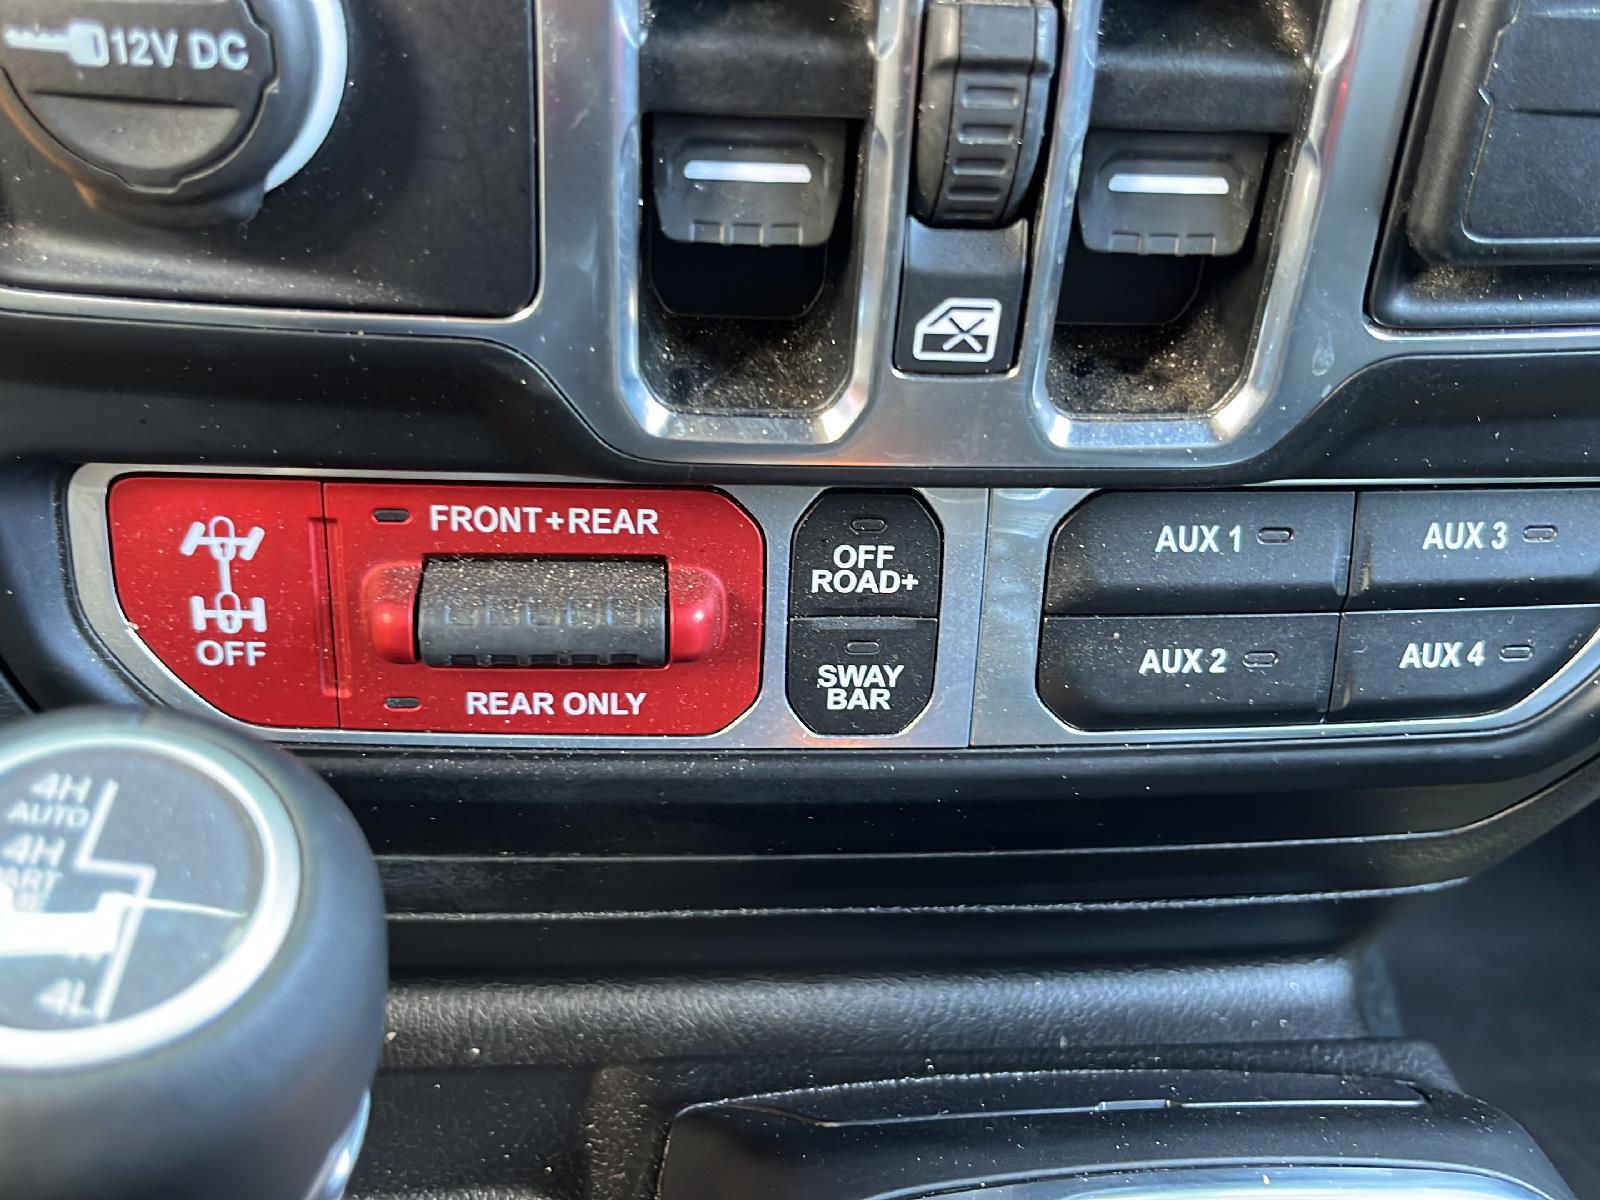 12V DC
FRONT+REAR
OFF
REAR ONLY
OFF
ROAD+
SWAY
BAR
AUX 1
AUX 3
AUX 2
AUX 4
4H
AUTO
4H
4L